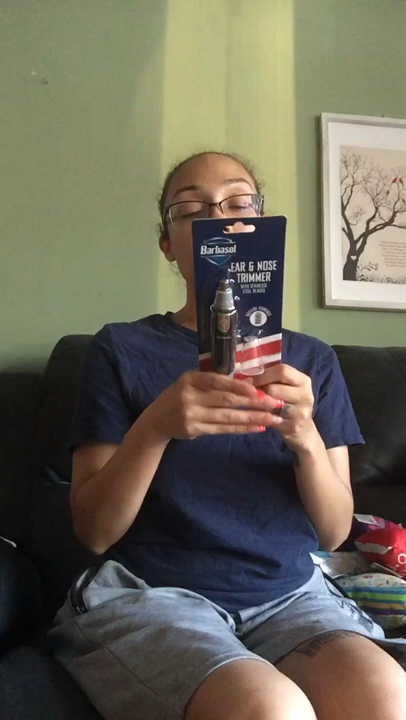 Barbasol
EAR & NOSE
TRIMMER
WITH STAINLESS
STEEL BLADES